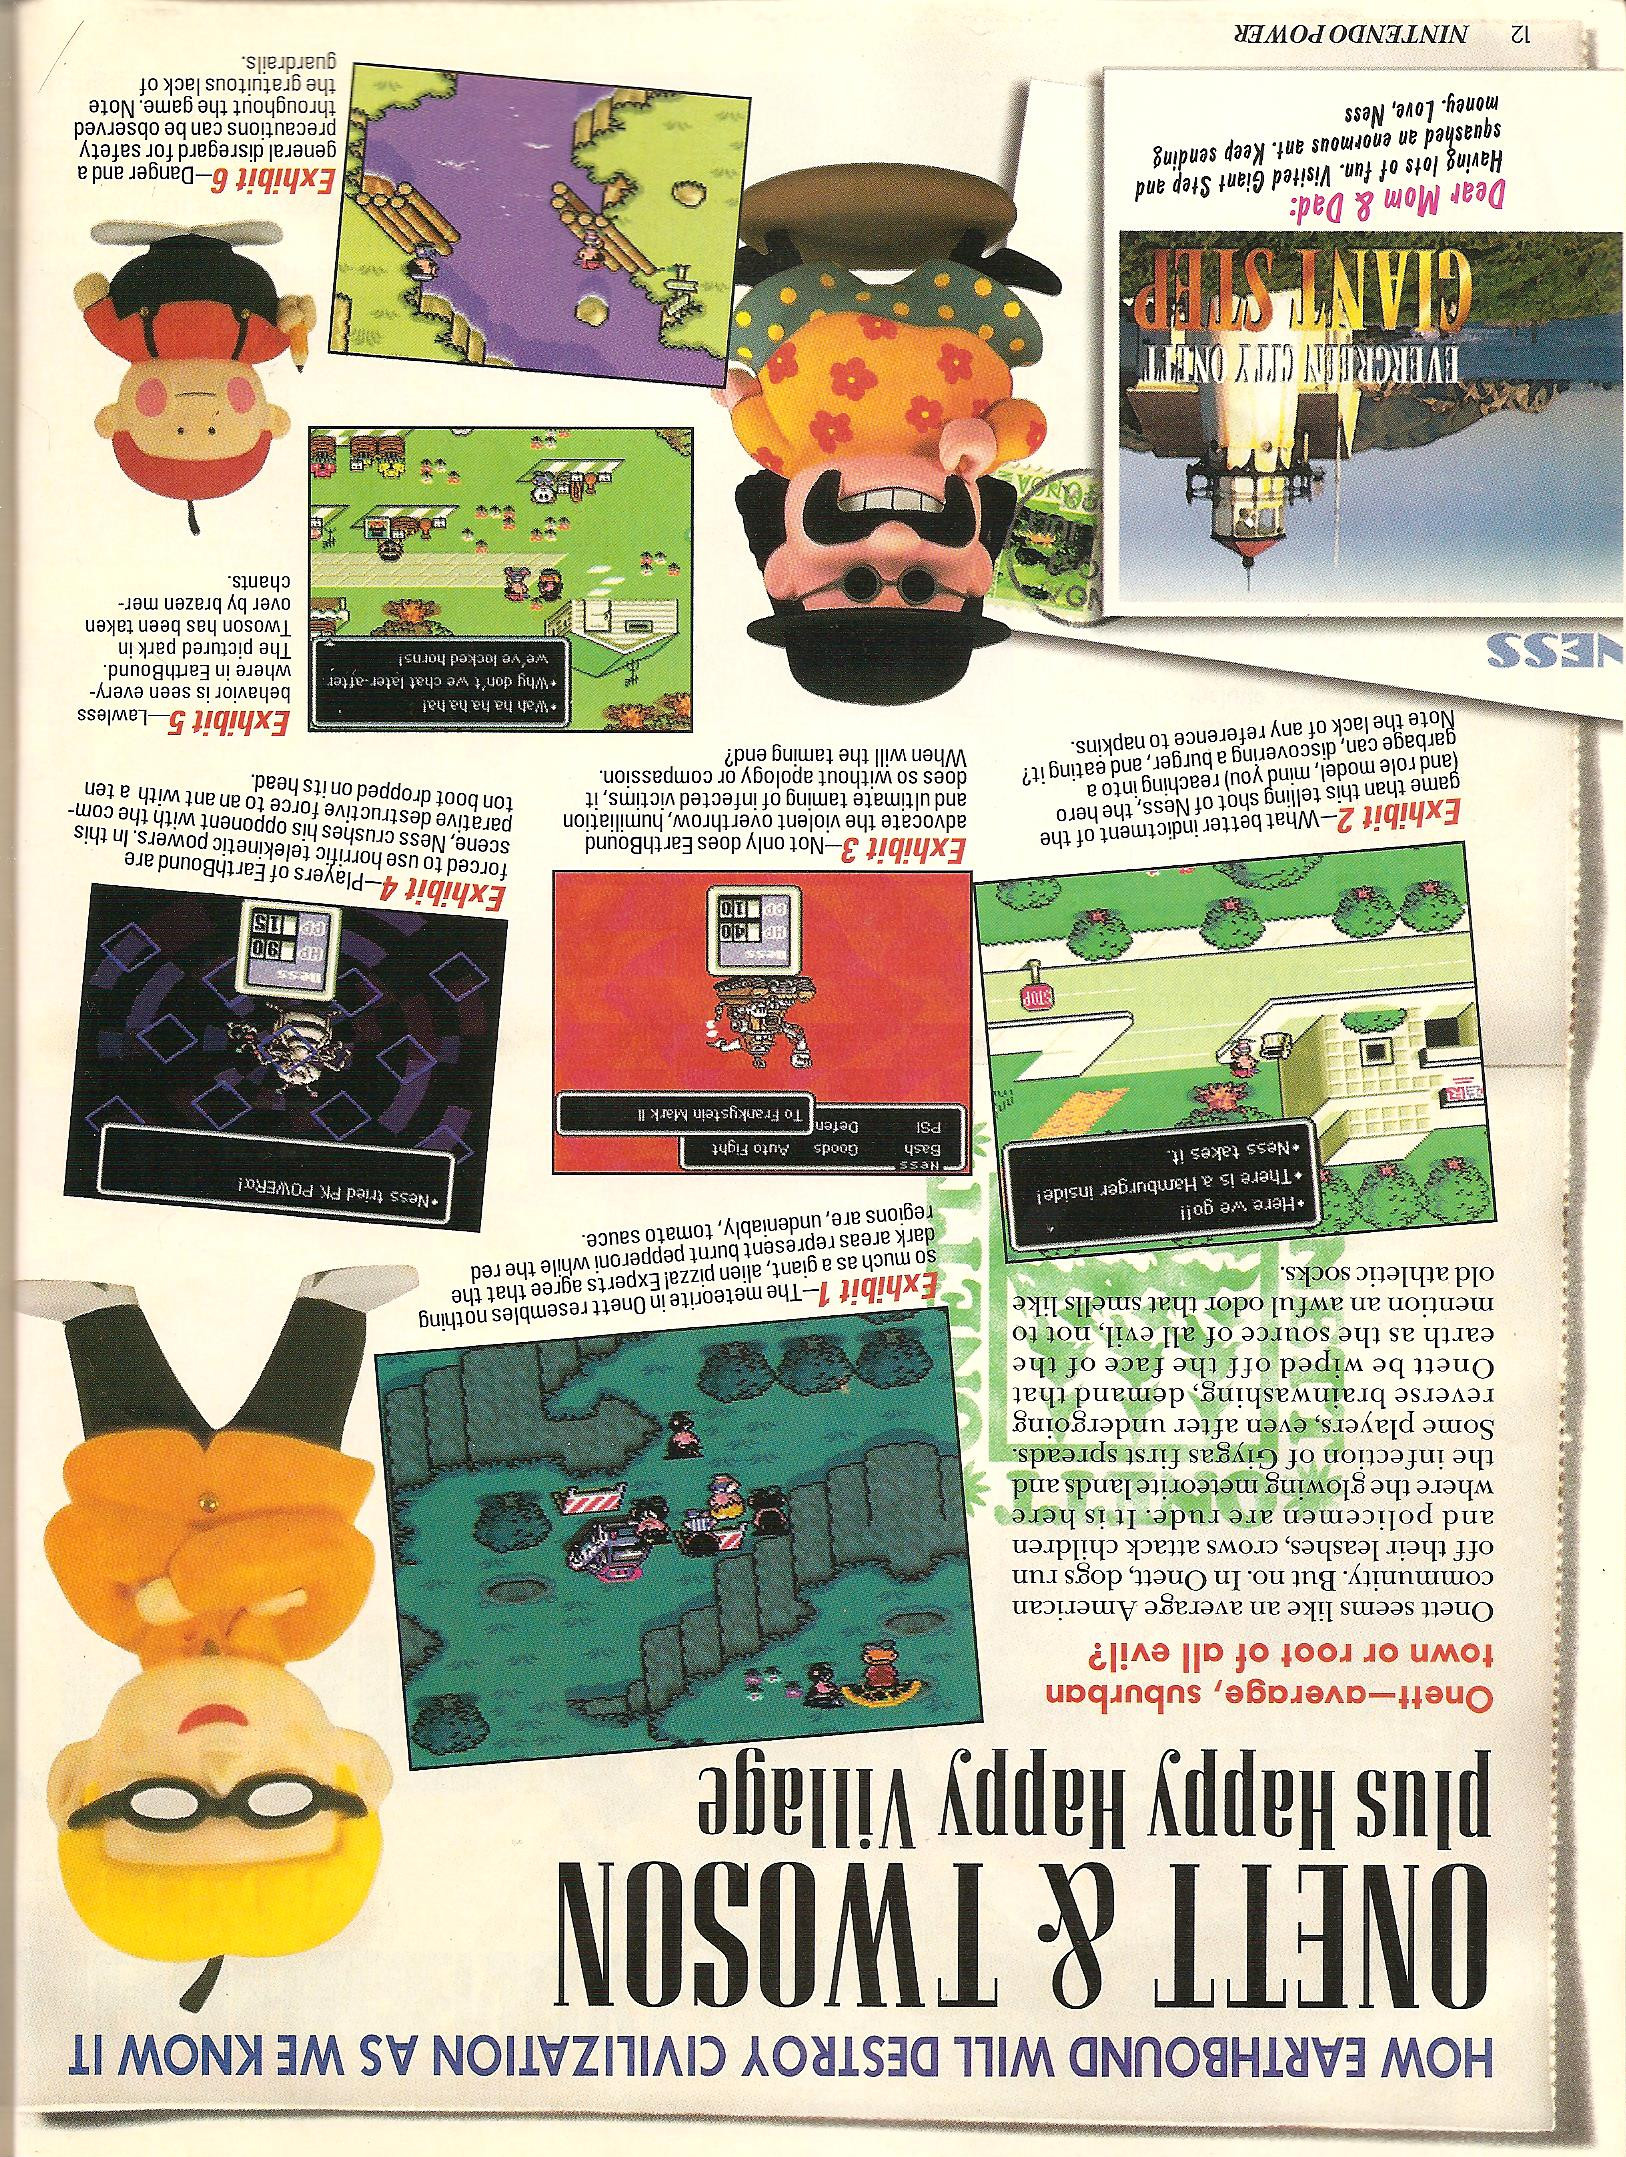 HOW EARTHBOUND WILL DESTROY CIVILIZATION AS WE KNOW IT
ONETT & TWOSON
plus Happy Happy Village
Onett—average, suburban
town or root of all evil?
Onett seems like an average American
community. But no. In Onett, dogs run
off their leashes, crows attack children
and policemen are rude. It is here
where the glowing meteorite lands and
the infection of Giygas first spreads.
Some players, even after undergoing
reverse brainwashing, demand that
Onett be wiped off the face of the
earth as the source of all evil, not to
mention an awful odor that smells like
old athletic socks.
Exhibit 1—The meteorite in Onett resembles nothing
so much as a giant, alien pizza! Experts agree that the
dark areas represent burnt pepperoni while the red
regions are, undeniably, tomato sauce.
•Here we go!!
•There is a Hamburger inside!
•Ness takes it.
STOP
Exhibit 2—What better indictment of the
game than this telling shot of Ness, the hero
(and role model, mind you) reaching into a
garbage can, discovering a burger, and eating it?
Note the lack of any reference to napkins.
Ness
Bash Goods Auto Fight
PSI Defen
To Frankystein Mark II
Ness
HP 40
PP 10
Exhibit 3—Not only does EarthBound
advocate the violent overthrow, humiliation
and ultimate taming of infected victims, it
does so without apology or compassion.
When will the taming end?
•Ness tried PK POWERα!
Ness
HP 90
PP 15
Exhibit 4—Players of EarthBound are
forced to use horrific telekinetic powers. In this
scene, Ness crushes his opponent with the com-
parative destructive force to an ant with a ten
ton boot dropped on its head.
•Wah ha ha ha ha!
•Why don't we chat later-after
we've locked horns!
Exhibit 5—Lawless
behavior is seen every-
where in EarthBound.
The pictured park in
Twoson has been taken
over by brazen mer-
chants.
NESS
EVERGREEN CITY ONETT
GIANT STEP
Dear Mom & Dad:
Having lots of fun. Visited Giant Step and
squashed an enormous ant. Keep sending
money. Love, Ness
Exhibit 6—Danger and a
general disregard for safety
precautions can be observed
throughout the game. Note
the gratuitous lack of
guardrails.
12 NINTENDO POWER